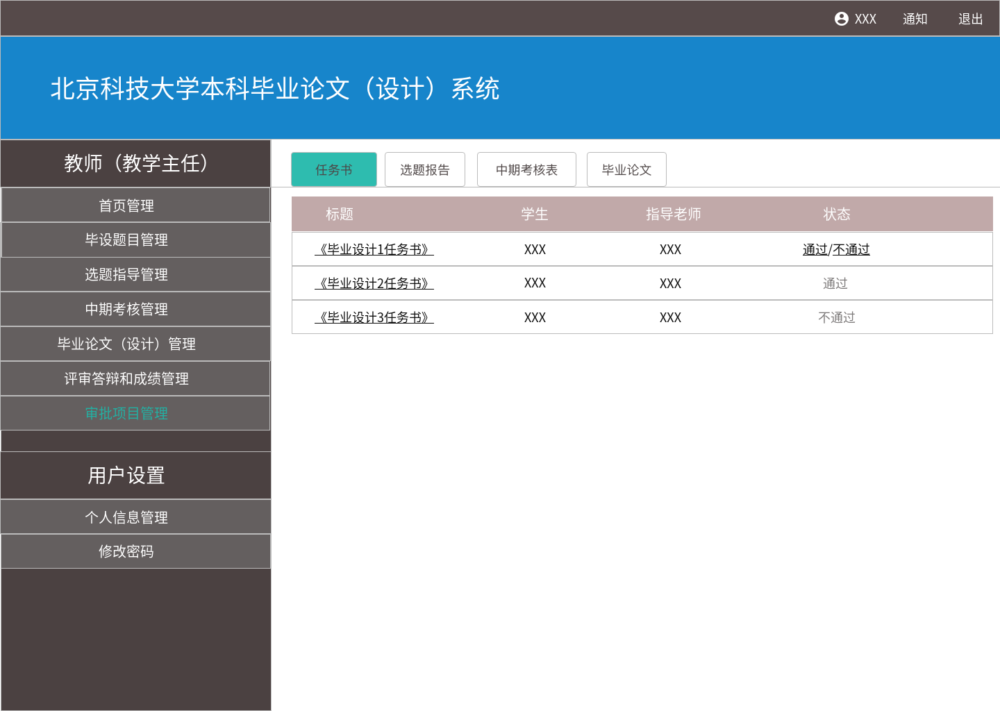 XXX 通知 退出
北京科技大学本科毕业论文（设计）系统
教师（教学主任）
首页管理
毕设题目管理
选题指导管理
中期考核管理
毕业论文（设计）管理
评审答辩和成绩管理
审批项目管理
用户设置
个人信息管理
修改密码
任务书 选题报告 中期考核表 毕业论文
标题 学生 指导老师 状态
《毕业设计1任务书》 XXX XXX 通过/不通过
《毕业设计2任务书》 XXX XXX 通过
《毕业设计3任务书》 XXX XXX 不通过